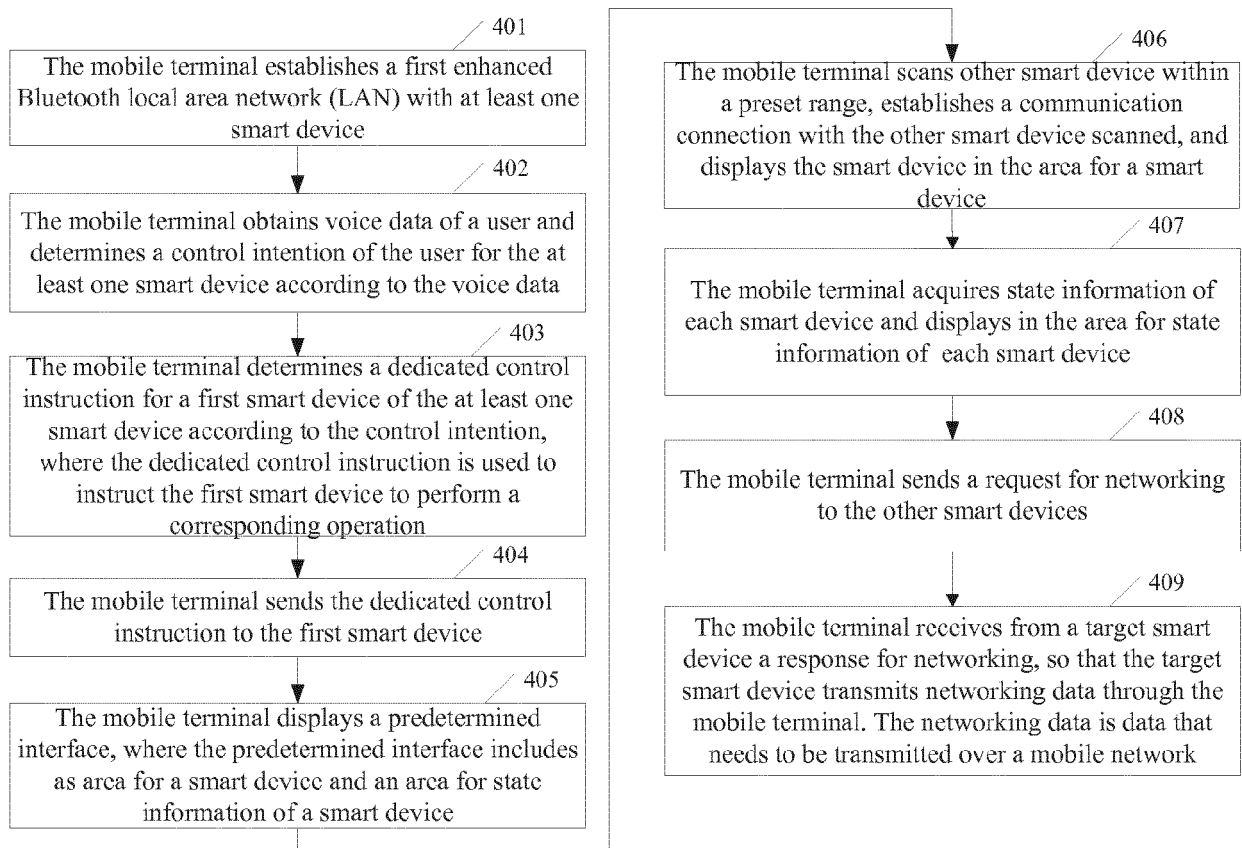 401
The mobile terminal establishes a first enhanced
Bluetooth local area network (LAN) with at least one
smart device
402
The mobile terminal obtains voice data of a user and
determines a control intention of the user for the at
least one smart device according to the voice data
403
The mobile terminal determines a dedicated control
instruction for a first smart device of the at least one
smart device according to the control intention,
where the dedicated control instruction is used to
instruct the first smart device to perform a
corresponding operation
404
The mobile terminal sends the dedicated control
instruction to the first smart device
405
The mobile terminal displays a predetermined
interface, where the predetermined interface includes
as area for a smart device and an area for state
information of a smart device
406
The mobile terminal scans other smart device within
a preset range, establishes a communication
connection with the other smart device scanned, and
displays the smart device in the area for a smart
device
407
The mobile terminal acquires state information of
each smart device and displays in the area for state
information of each smart device
408
The mobile terminal sends a request for networking
to the other smart devices
409
The mobile terminal receives from a target smart
device a response for networking, so that the target
smart device transmits networking data through the
mobile terminal. The networking data is data that
needs to be transmitted over a mobile network